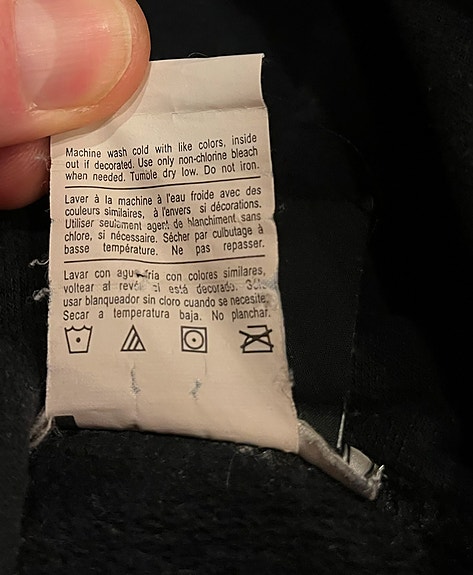 Machine wash cold with like colors, inside
out if decorated. Use only non-chlorine bleach
when needed. Tumble dry low. Do not iron.
Laver à la machine à l'eau froide avec des
couleurs similaires, à l'envers si décorations.
Utiliser seulement agent de blanchiment sans
chlore, si nécessaire. Sécher par culbutage à
basse température. Ne pas repasser.
Lavar con agua fria con colores similares,
voltear al revés si está decorado. Sólo
usar blanqueador sin cloro cuando se necesite.
Secar a temperatura baja. No planchar.